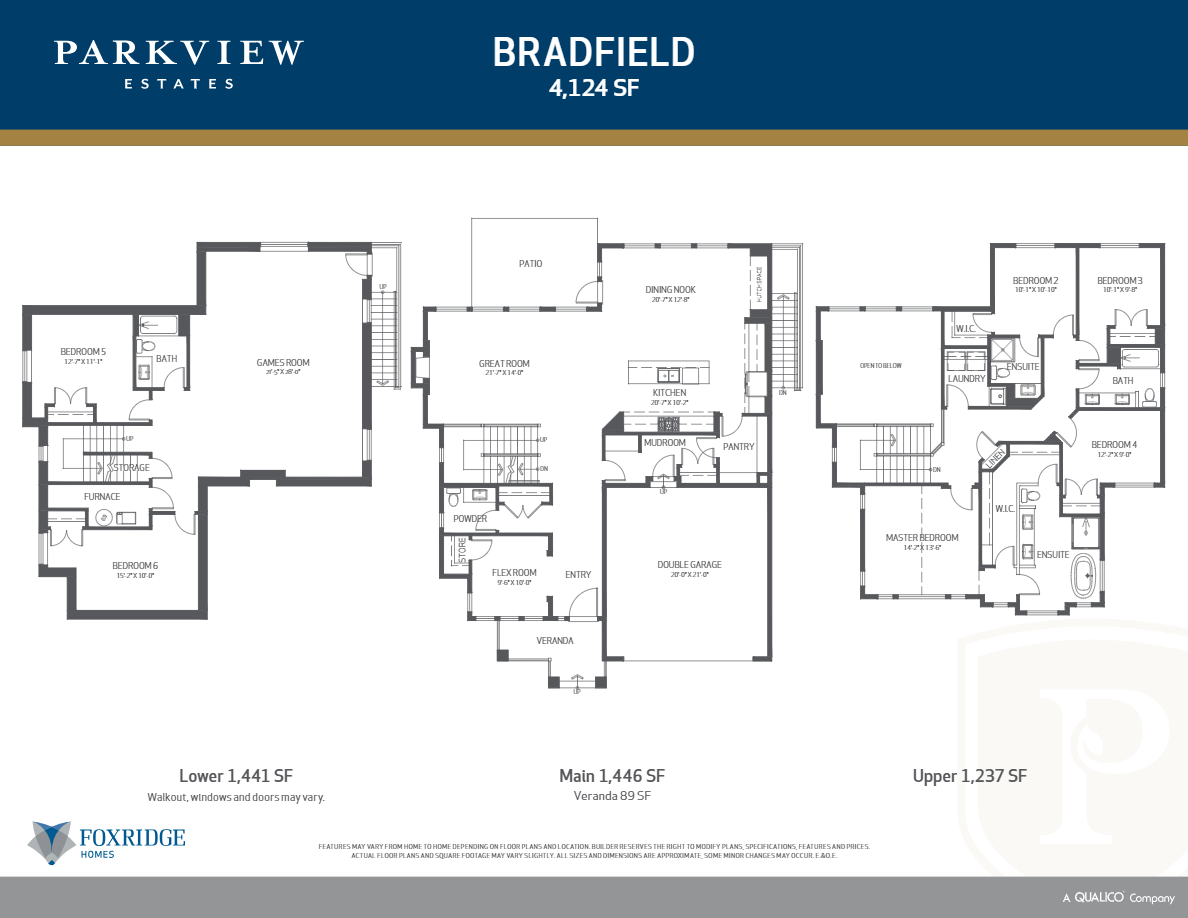 PARKVIEW
ESTATES
BRADFIELD
4,124 SF
UP
BEDROOM 5
12'-7" X 11'-1"
BATH
GAMES ROOM
21'-5" X 28'-0"
UP
STORAGE
FURNACE
BEDROOM 6
15'-2" X 10'-0"
PATIO
DINING NOOK
20'-7" X 12'-8"
HUTCH SPACE
GREAT ROOM
21'-7" X 14'-0"
KITCHEN
20'-7" X 10'-2"
DN
UP
MUDROOM
PANTRY
DN
UP
POWDER
STORE
FLEX ROOM
9'-6" X 10'-0"
ENTRY
DOUBLE GARAGE
20'-0" X 21'-0"
VERANDA
UP
BEDROOM 2
10'-1" X 10'-10"
BEDROOM 3
10'-1" X 9'-8"
W.I.C.
OPEN TO BELOW
ENSUITE
LAUNDRY
BATH
BEDROOM 4
12'-2" X 9'-0"
LINEN
DN
W.I.C.
MASTER BEDROOM
14'-2" X 13'-6"
ENSUITE
Lower 1,441 SF
Walkout, windows and doors may vary.
Main 1,446 SF
Veranda 89 SF
Upper 1,237 SF
FOXRIDGE
HOMES
FEATURES MAY VARY FROM HOME TO HOME DEPENDING ON FLOOR PLANS AND LOCATION. BUILDER RESERVES THE RIGHT TO MODIFY PLANS, SPECIFICATIONS, FEATURES AND PRICES.
ACTUAL FLOOR PLANS AND SQUARE FOOTAGE MAY VARY SLIGHTLY. ALL SIZES AND DIMENSIONS ARE APPROXIMATE, SOME MINOR CHANGES MAY OCCUR. E.&O.E.
P
A QUALICO Company